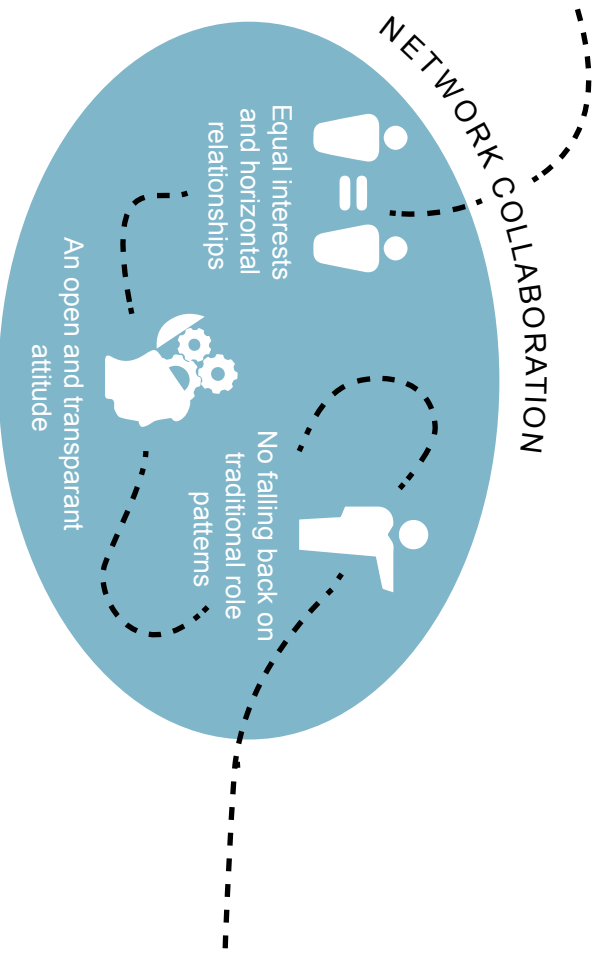 NETWORK COLLABORATION
Equal interests
and horizontal
relationships
An open and transparant
attitude
No falling back on
traditional role
patterns